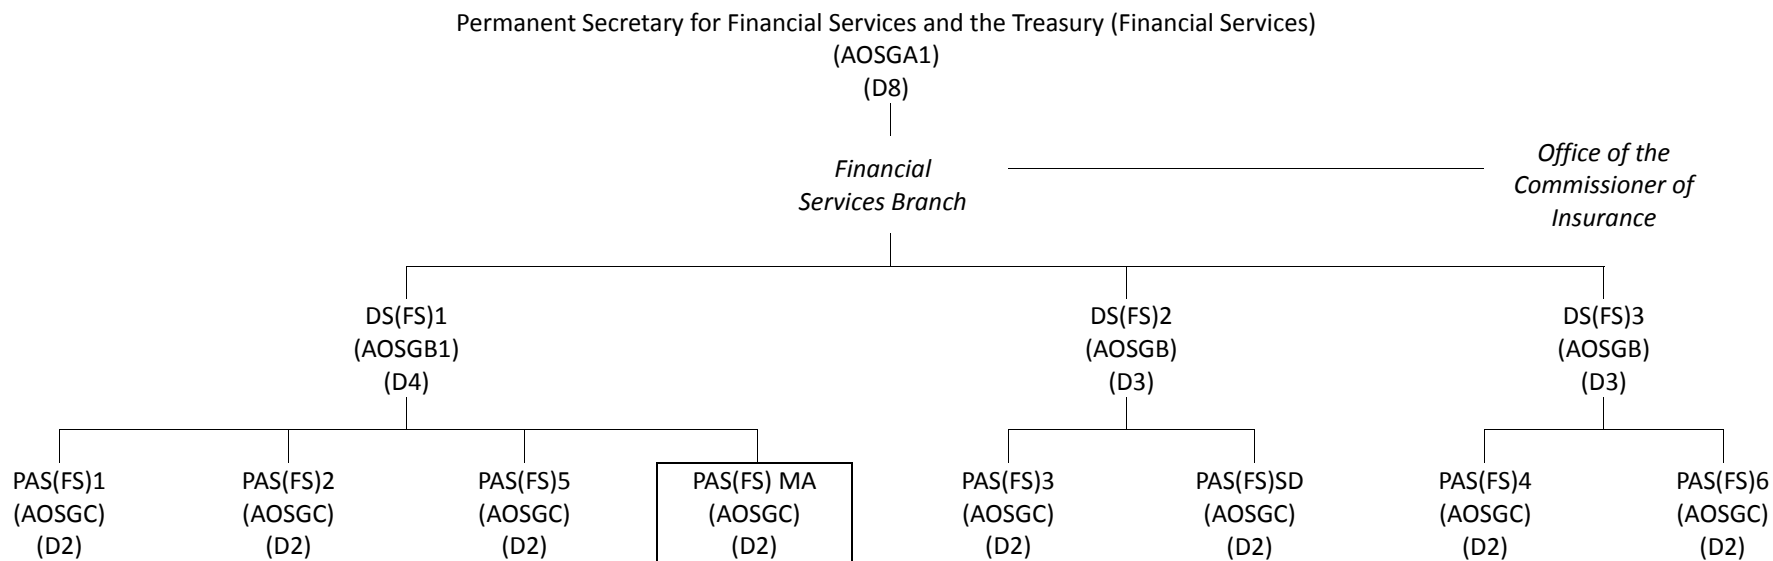 Permanent Secretary for Financial Services and the Treasury (Financial Services)
(AOSGA1)
(D8)
Financial
Services Branch
Office of the
Commissioner of
Insurance
DS(FS)1
(AOSGB1)
(D4)
DS(FS)2
(AOSGB)
(D3)
DS(FS)3
(AOSGB)
(D3)
PAS(FS)1
(AOSGC)
(D2)
PAS(FS)2
(AOSGC)
(D2)
PAS(FS)5
(AOSGC)
(D2)
PAS(FS) MA
(AOSGC)
(D2)
PAS(FS)3
(AOSGC)
(D2)
PAS(FS)SD
(AOSGC)
(D2)
PAS(FS)4
(AOSGC)
(D2)
PAS(FS)6
(AOSGC)
(D2)